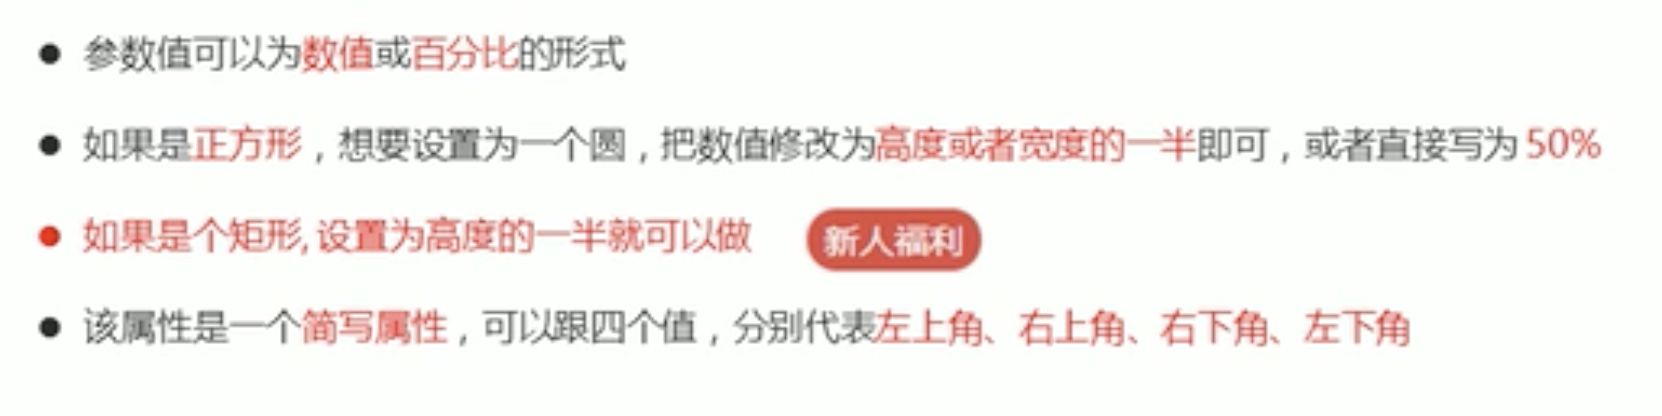 参数值可以为数值或百分比的形式
如果是正方形，想要设置为一个圆，把数值修改为高度或者宽度的一半即可，或者直接写为 50%
如果是个矩形, 设置为高度的一半就可以做 新人福利
该属性是一个简写属性，可以跟四个值，分别代表左上角、右上角、右下角、左下角